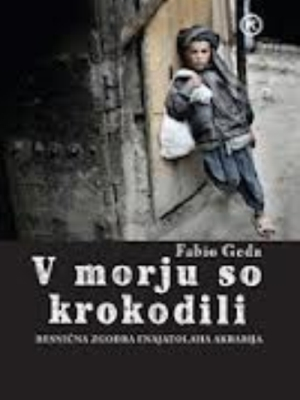 Fabio Geda
V morju so
krokodili
RESNIČNA ZGODBA ENAJATOLAHA AKBARIJA